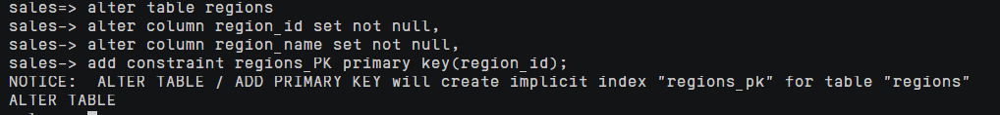 sales=> alter table regions
sales-> alter column region_id set not null,
sales-> alter column region_name set not null,
sales-> add constraint regions_PK primary key(region_id);
NOTICE:  ALTER TABLE / ADD PRIMARY KEY will create implicit index "regions_pk" for table "regions"
ALTER TABLE